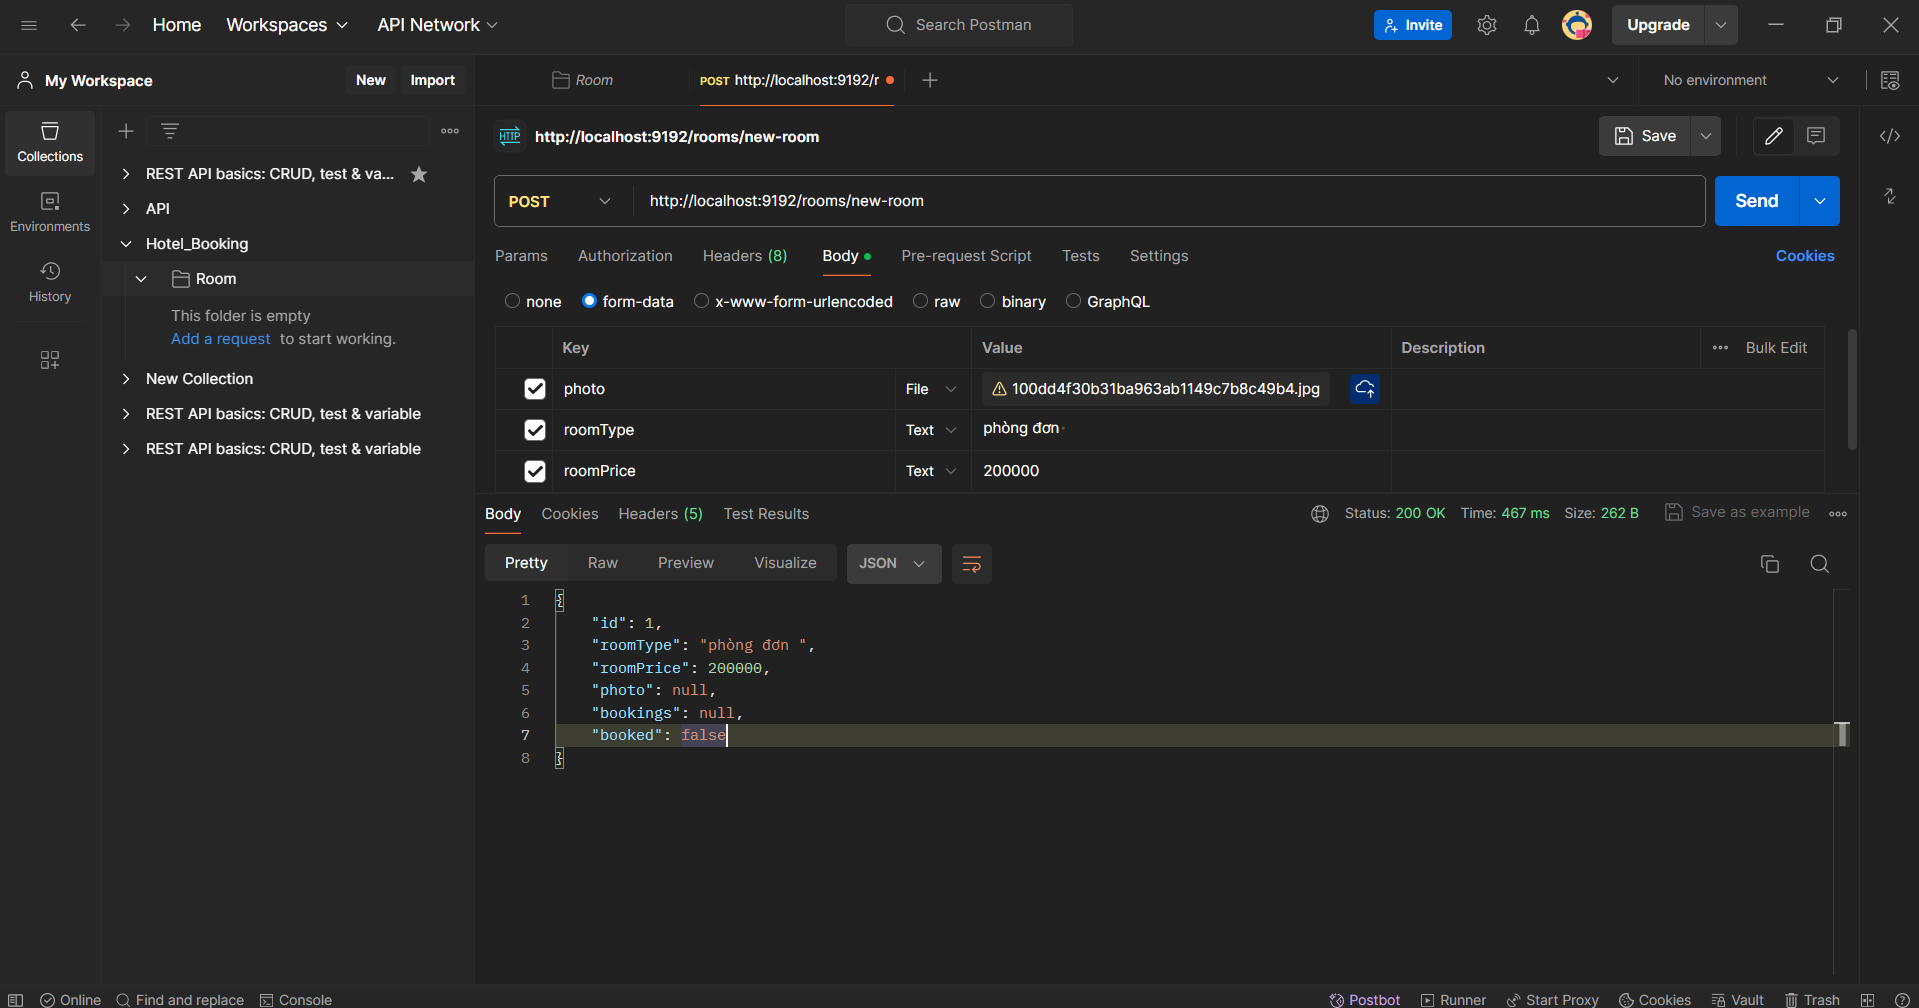 Home Workspaces API Network Search Postman Invite Upgrade
My Workspace New Import Room POST http://localhost:9192/r No environment
Collections
Environments
History
REST API basics: CRUD, test & va...
API
Hotel_Booking
Room
This folder is empty
Add a request to start working.
New Collection
REST API basics: CRUD, test & variable
REST API basics: CRUD, test & variable
HTTP http://localhost:9192/rooms/new-room Save
POST http://localhost:9192/rooms/new-room Send
Params Authorization Headers (8) Body Pre-request Script Tests Settings Cookies
none form-data x-www-form-urlencoded raw binary GraphQL
Key Value Description Bulk Edit
photo File 100dd4f30b31ba963ab1149c7b8c49b4.jpg
roomType Text phòng đơn
roomPrice Text 200000
Body Cookies Headers (5) Test Results Status: 200 OK Time: 467 ms Size: 262 B Save as example
Pretty Raw Preview Visualize JSON
1 {
2 "id": 1,
3 "roomType": "phòng đơn ",
4 "roomPrice": 200000,
5 "photo": null,
6 "bookings": null,
7 "booked": false
8 }
Online Find and replace Console Postbot Runner Start Proxy Cookies Vault Trash